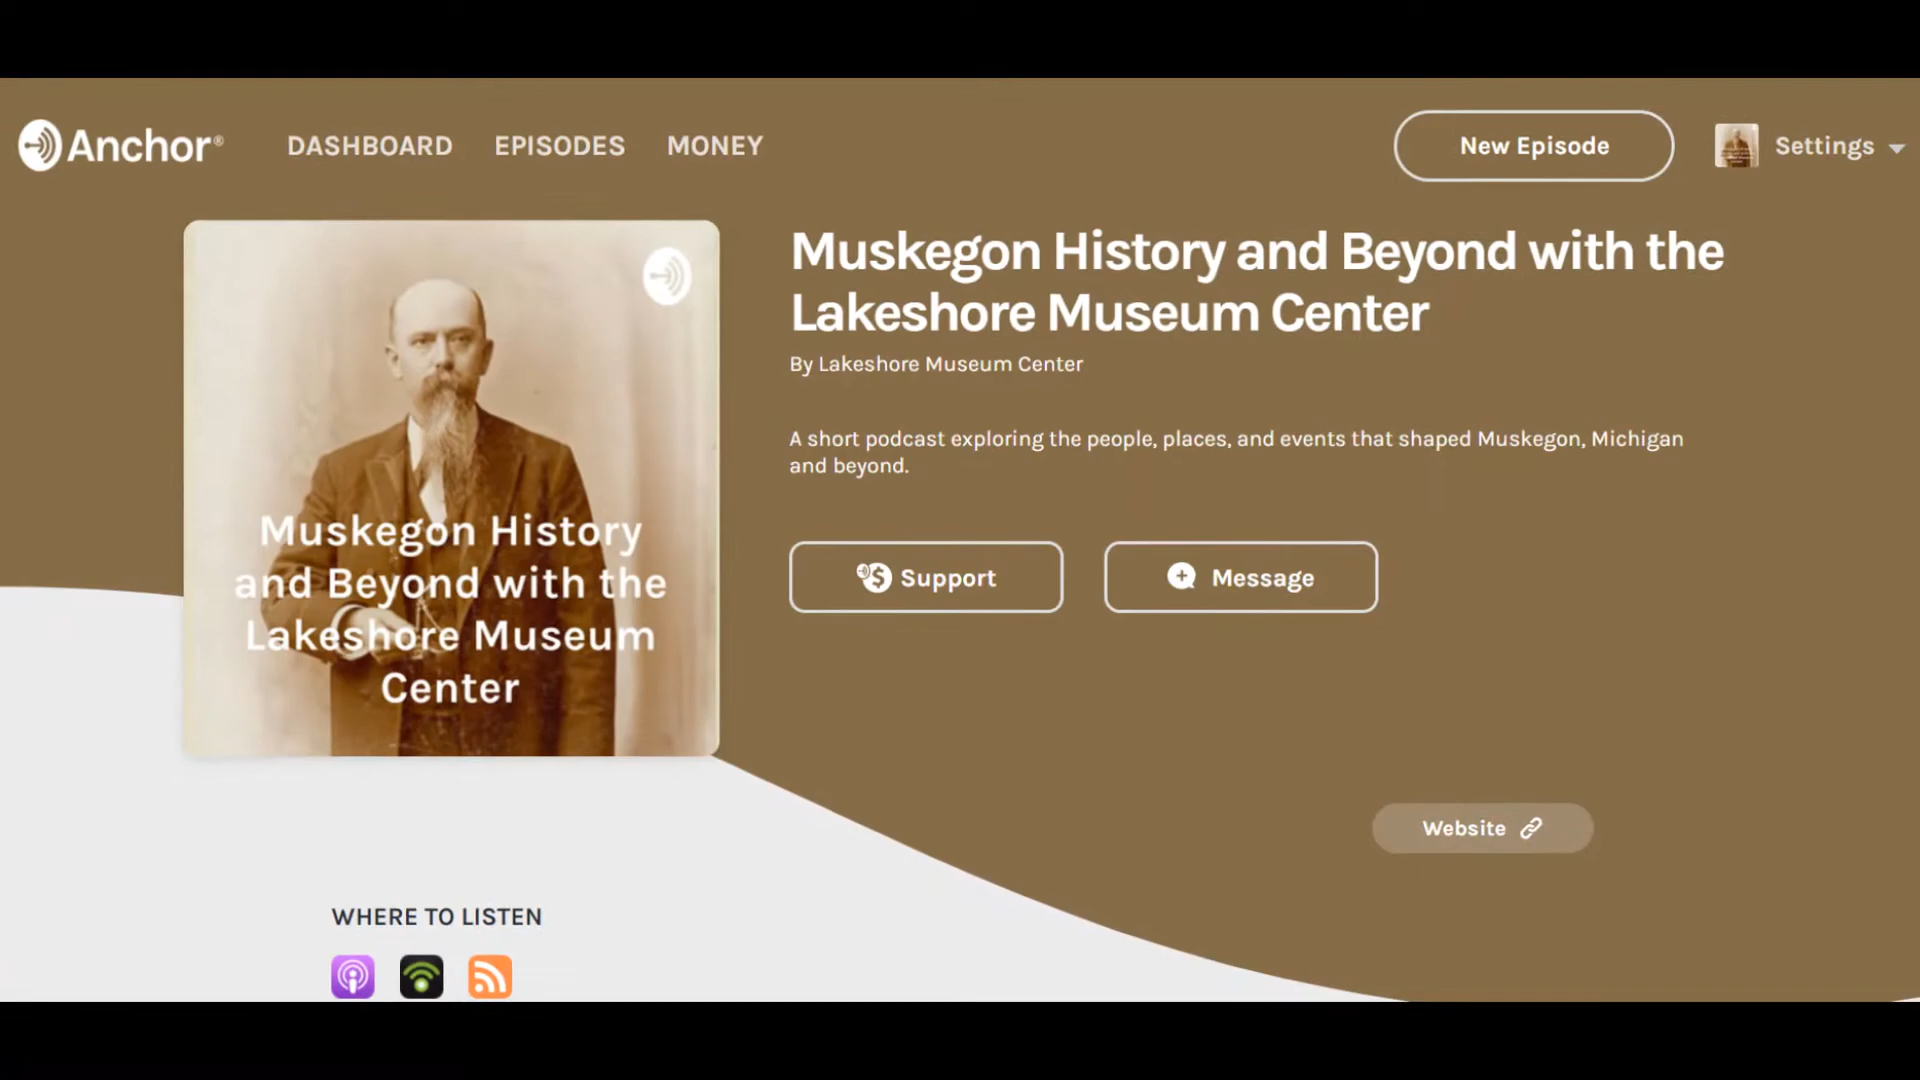 Anchor®
DASHBOARD
EPISODES
MONEY
New Episode
Settings
Muskegon History and Beyond with the
Lakeshore Museum Center
By Lakeshore Museum Center
A short podcast exploring the people, places, and events that shaped Muskegon, Michigan
and beyond.
Support
Message
Muskegon History
and Beyond with the
Lakeshore Museum
Center
Website
WHERE TO LISTEN